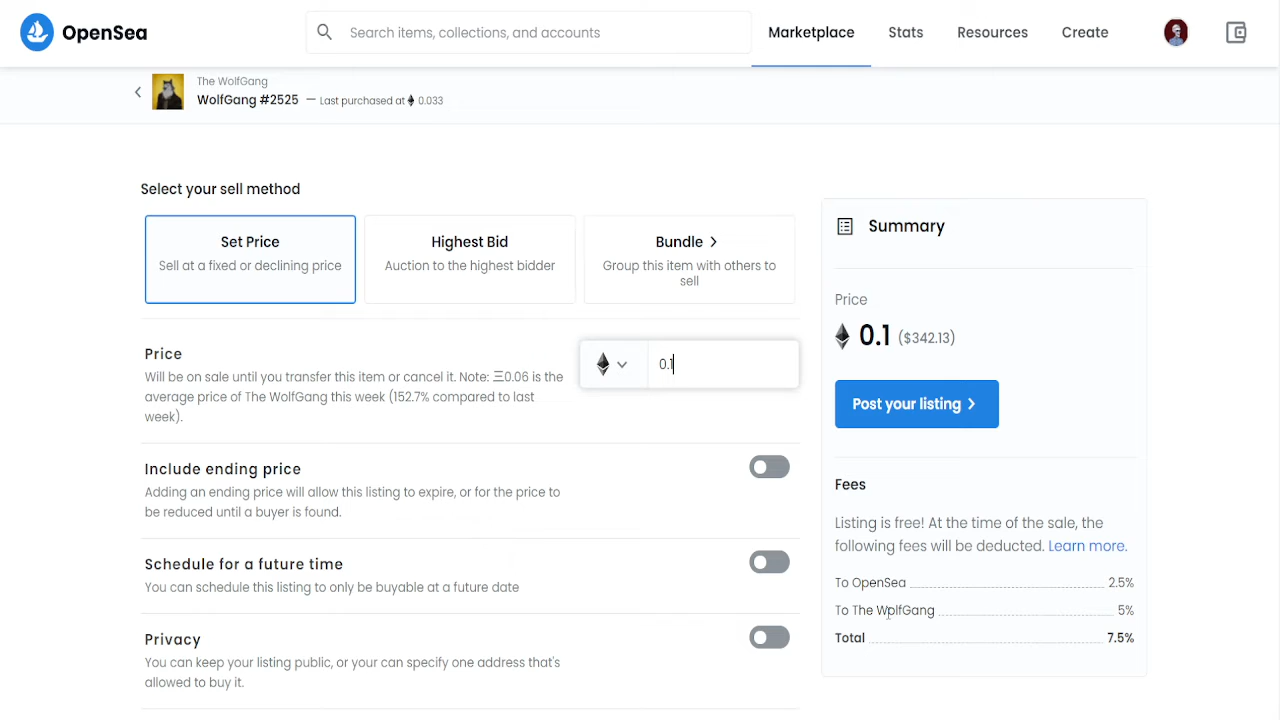 OpenSea
Search items, collections, and accounts
Marketplace
Stats
Resources
Create
The WolfGang
WolfGang #2525 — Last purchased at 0.033
Select your sell method
Set Price
Sell at a fixed or declining price
Highest Bid
Auction to the highest bidder
Bundle >
Group this item with others to
sell
Price
Will be on sale until you transfer this item or cancel it. Note: Ξ0.06 is the
average price of The WolfGang this week (152.7% compared to last
week).
0.1
Include ending price
Adding an ending price will allow this listing to expire, or for the price to
be reduced until a buyer is found.
Schedule for a future time
You can schedule this listing to only be buyable at a future date
Privacy
You can keep your listing public, or your can specify one address that's
allowed to buy it.
Summary
Price
0.1 ($342.13)
Post your listing >
Fees
Listing is free! At the time of the sale, the
following fees will be deducted. Learn more.
To OpenSea 2.5%
To The WolfGang 5%
Total 7.5%